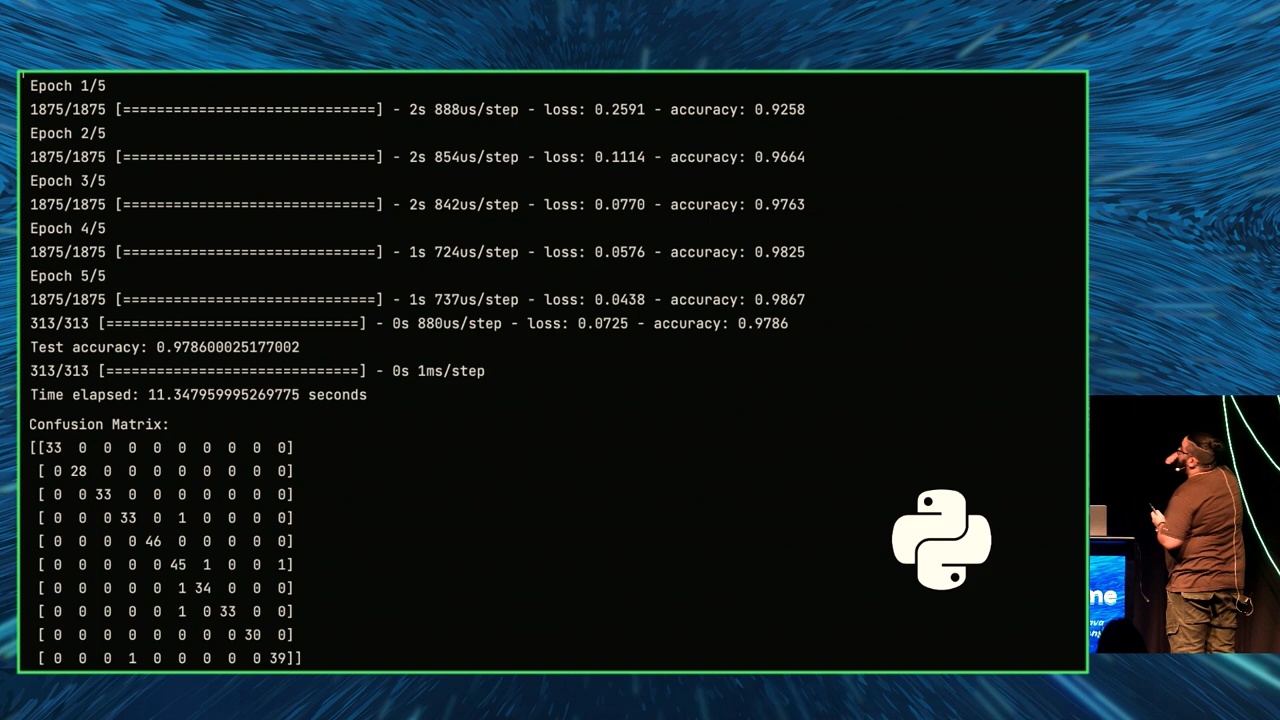 Epoch 1/5
1875/1875 [==============================] - 2s 888us/step - loss: 0.2591 - accuracy: 0.9258
Epoch 2/5
1875/1875 [==============================] - 2s 854us/step - loss: 0.1114 - accuracy: 0.9664
Epoch 3/5
1875/1875 [==============================] - 2s 842us/step - loss: 0.0770 - accuracy: 0.9763
Epoch 4/5
1875/1875 [==============================] - 1s 724us/step - loss: 0.0576 - accuracy: 0.9825
Epoch 5/5
1875/1875 [==============================] - 1s 737us/step - loss: 0.0438 - accuracy: 0.9867
313/313 [==============================] - 0s 880us/step - loss: 0.0725 - accuracy: 0.9786
Test accuracy: 0.978600025177002
313/313 [==============================] - 0s 1ms/step
Time elapsed: 11.347959995269775 seconds
Confusion Matrix:
[[33 0 0 0 0 0 0 0 0 0]
[ 0 28 0 0 0 0 0 0 0 0]
[ 0 0 33 0 0 0 0 0 0 0]
[ 0 0 0 33 0 1 0 0 0 0]
[ 0 0 0 0 46 0 0 0 0 0]
[ 0 0 0 0 0 45 1 0 0 1]
[ 0 0 0 0 0 1 34 0 0 0]
[ 0 0 0 0 0 1 0 33 0 0]
[ 0 0 0 0 0 0 0 0 30 0]
[ 0 0 0 1 0 0 0 0 0 39]]